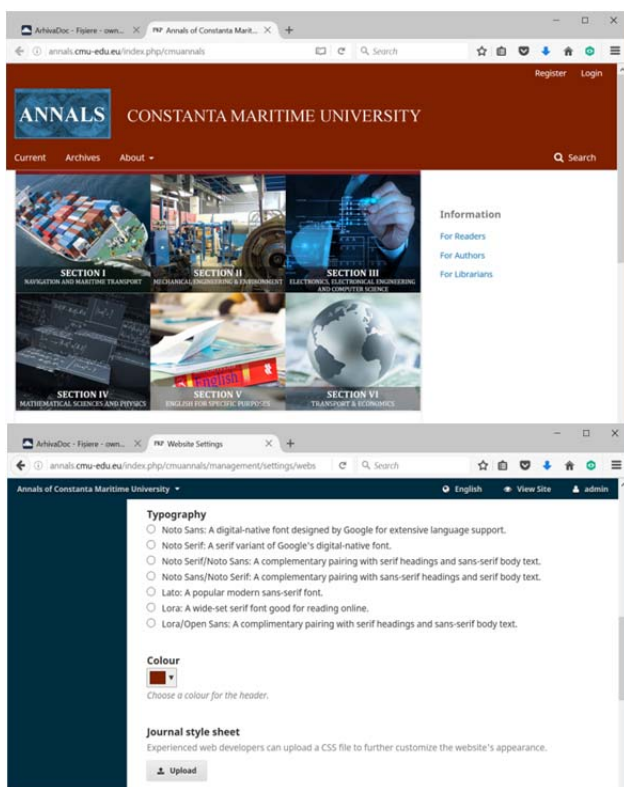 ArhivaDoc - Fișiere - own...
PKP Annals of Constanta Marit...
annals.cmu-edu.eu/index.php/cmuannals
Search
Register Login
ANNALS
CONSTANTA MARITIME UNIVERSITY
Current Archives About
Search
SECTION I
NAVIGATION AND MARITIME TRANSPORT
SECTION II
MECHANICAL ENGINEERING & ENVIRONMENT
SECTION III
ELECTRONICS, ELECTRONICAL ENGINEERING
AND COMPUTER SCIENCE
Information
For Readers
For Authors
For Librarians
SECTION IV
MATHEMATICAL SCIENCES AND PHYSICS
English
SECTION V
ENGLISH FOR SPECIFIC PURPOSES
SECTION VI
TRANSPORT & ECONOMICS
ArhivaDoc - Fișiere - own...
PKP Website Settings
annals.cmu-edu.eu/index.php/cmuannals/management/settings/webs
Search
Annals of Constanta Maritime University
English View Site admin
Typography
Noto Sans: A digital-native font designed by Google for extensive language support.
Noto Serif: A serif variant of Google's digital-native font.
Noto Serif/Noto Sans: A complementary pairing with serif headings and sans-serif body text.
Noto Sans/Noto Serif: A complementary pairing with sans-serif headings and serif body text.
Lato: A popular modern sans-serif font.
Lora: A wide-set serif font good for reading online.
Lora/Open Sans: A complimentary pairing with serif headings and sans-serif body text.
Colour
Choose a colour for the header.
Journal style sheet
Experienced web developers can upload a CSS file to further customize the website's appearance.
Upload